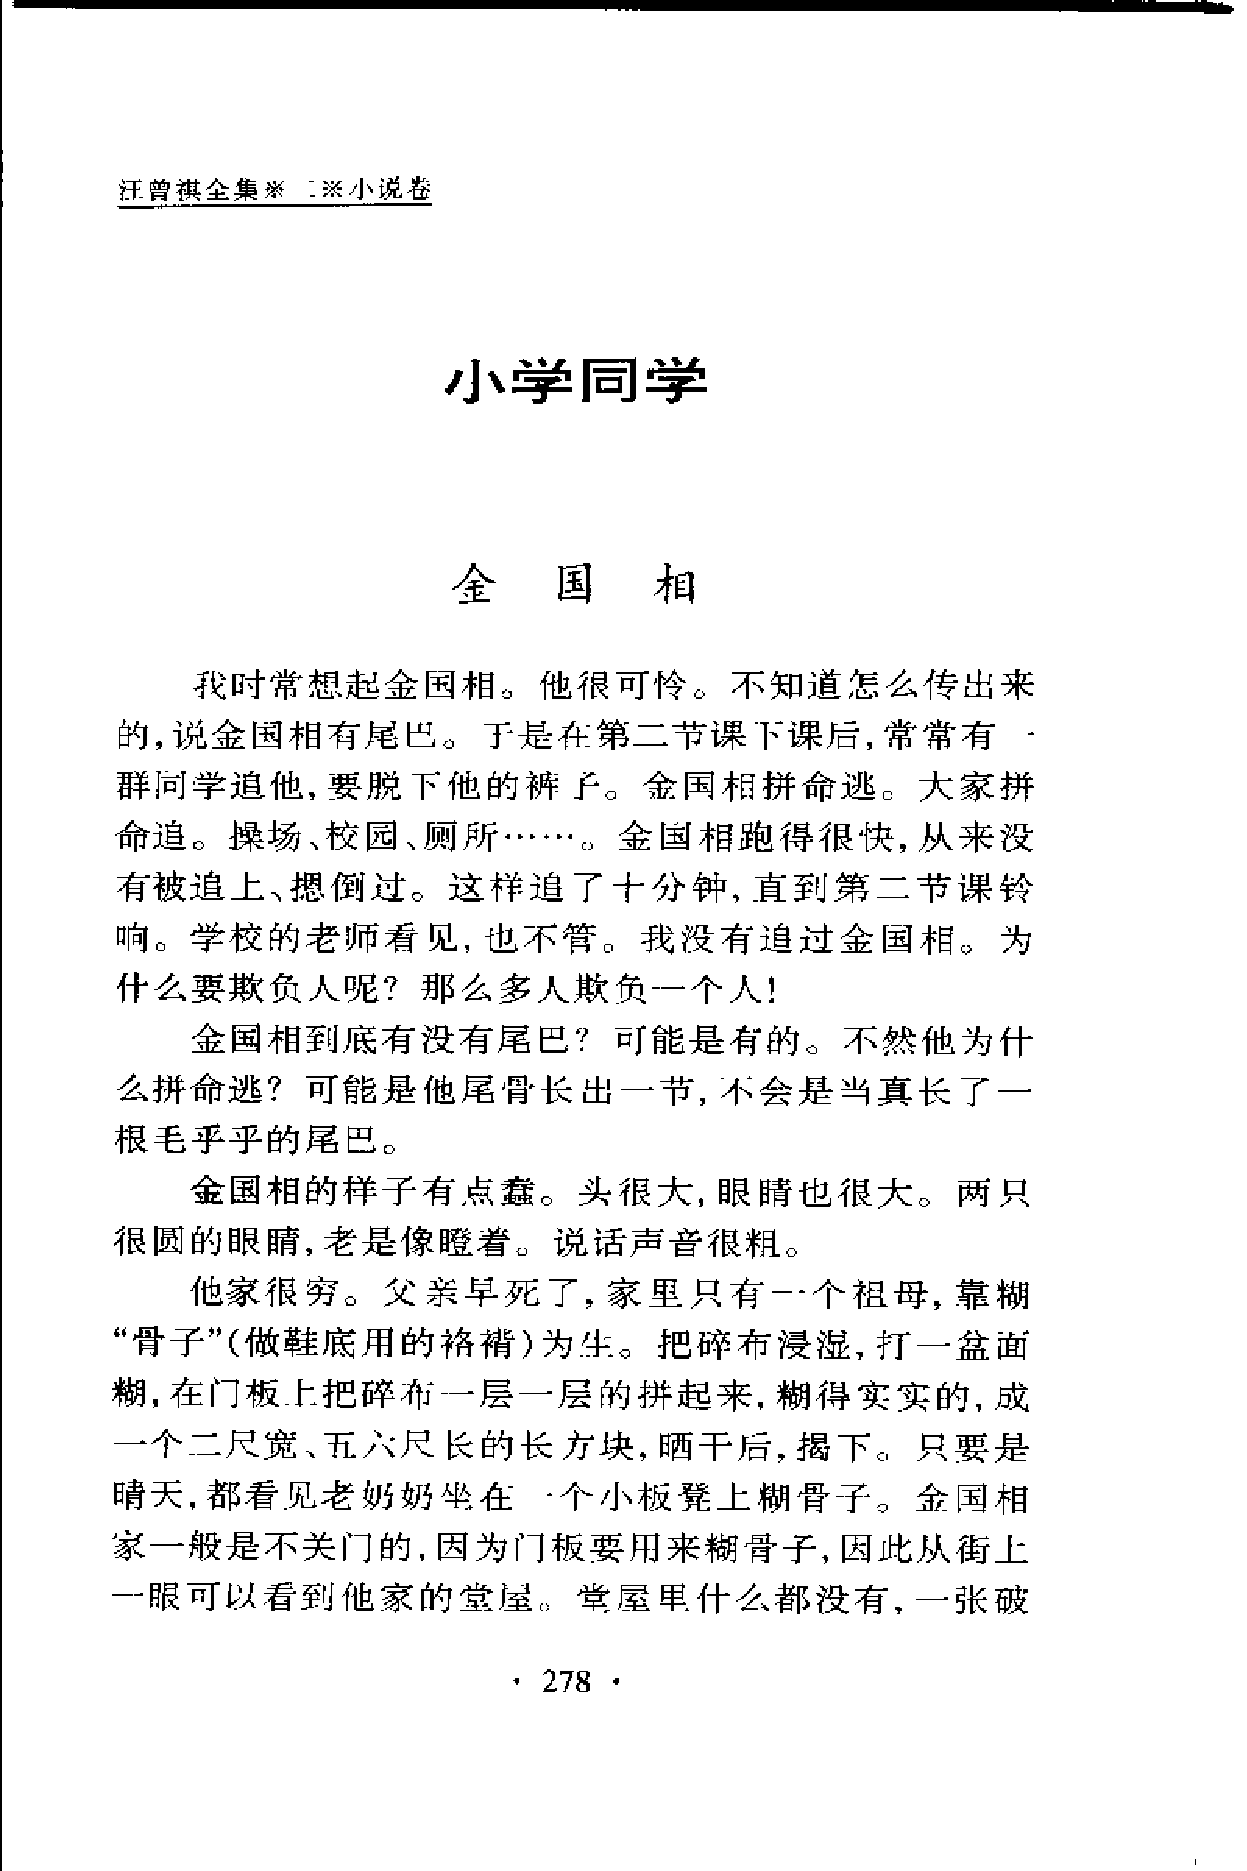 汪曾祺全集※二※小说卷
小学同学
金国相
我时常想起金国相。他很可怜。不知道怎么传出来
的,说金国相有尾巴。于是在第二节课下课后,常常有一
群同学追他,要脱下他的裤子。金国相拼命逃。大家拼
命追。操场、校园、厕所……。金国相跑得很快,从来没
有被追上、摁倒过。这样追了十分钟,直到第二节课铃
响。学校的老师看见,也不管。我没有追过金国相。为
什么要欺负人呢?那么多人欺负一个人!
金国相到底有没有尾巴?可能是有的。不然他为什
么拼命逃?可能是他尾骨长出一节,不会是当真长了一
根毛乎乎的尾巴。
金国相的样子有点蠢。头很大,眼睛也很大。两只
很圆的眼睛,老是像瞪着。说话声音很粗。
他家很穷。父亲早死了,家里只有一个祖母,靠糊
“骨子”(做鞋底用的袼褙)为生。把碎布浸湿,打一盆面
糊,在门板上把碎布一层一层的拼起来,糊得实实的,成
一个二尺宽、五六尺长的长方块,晒干后,揭下。只要是
晴天,都看见老奶奶坐在一个小板凳上糊骨子。金国相
家一般是不关门的,因为门板要用来糊骨子,因此从街上
一眼可以看到他家的堂屋。堂屋里什么都没有,一张破
· 278 ·